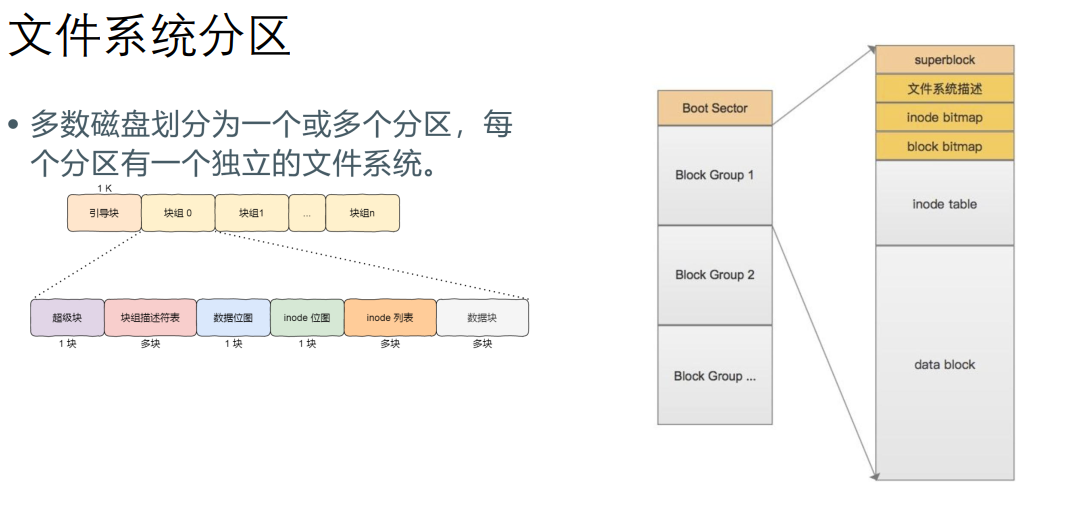 文件系统分区
• 多数磁盘划分为一个或多个分区，每
个分区有一个独立的文件系统。
1 K
引导块 块组 0 块组1 ... 块组n
超级块 块组描述符表 数据位图 inode 位图 inode 列表 数据块
1 块 多块 1 块 1 块 多块 多块
Boot Sector
Block Group 1
Block Group 2
Block Group ...
superblock
文件系统描述
inode bitmap
block bitmap
inode table
data block